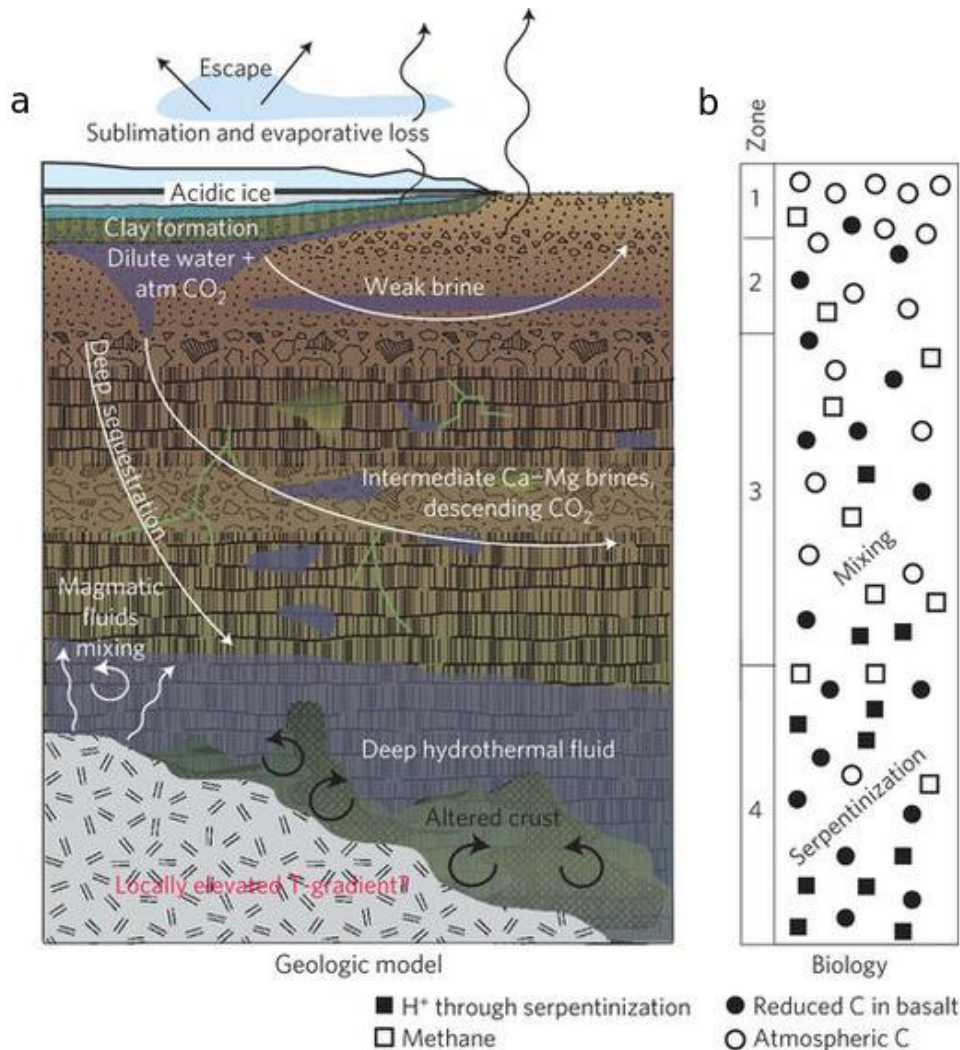 a
Escape
Sublimation and evaporative loss
Acidic ice
Clay formation
Dilute water +
atm CO₂
Weak brine
Deep sequestration
Intermediate Ca–Mg brines,
descending CO₂
Magmatic
fluids
mixing
Deep hydrothermal fluid
Altered crust
Locally elevated T-gradient?
Geologic model
b
Zone
1
2
3
Mixing
4
Serpentinization
Biology
H⁺ through serpentinization
Methane
Reduced C in basalt
Atmospheric C